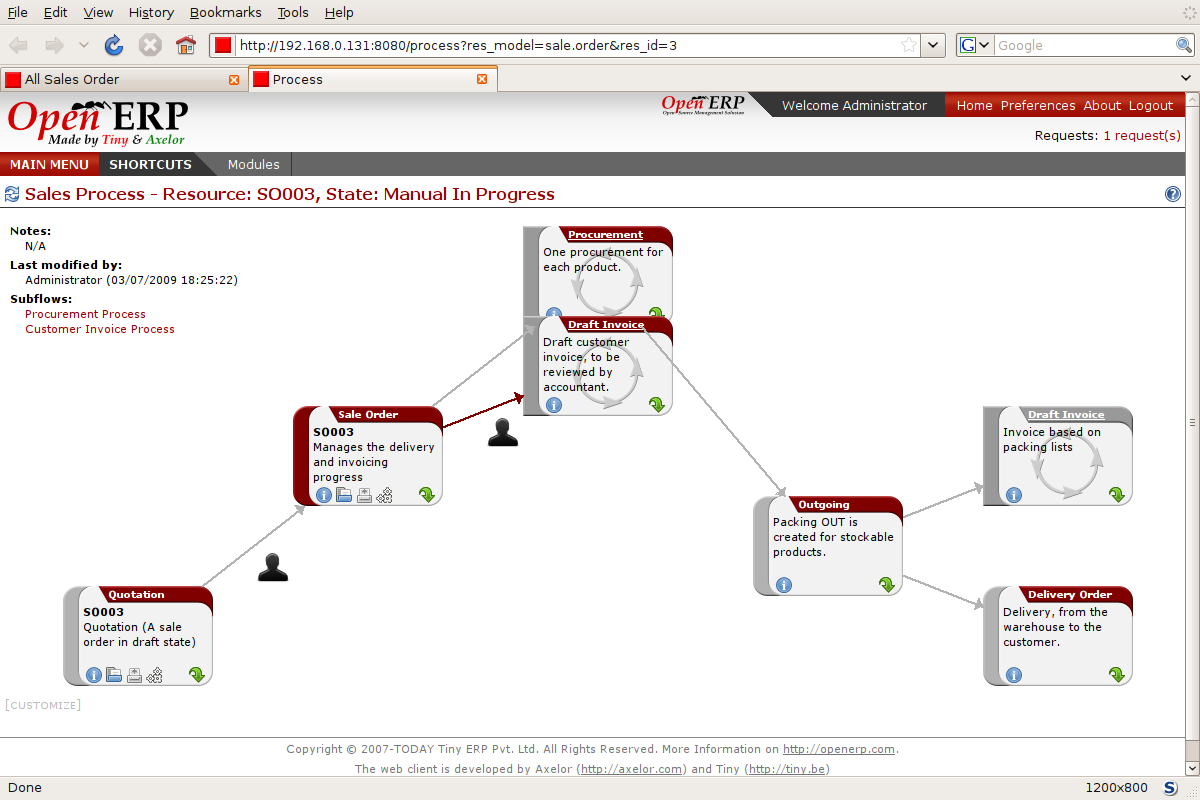 File Edit View History Bookmarks Tools Help
http://192.168.0.131:8080/process?res_model=sale.order&res_id=3
G Google
All Sales Order
Process
Open ERP
Made by Tiny & Axelor
Open ERP
Open Source Management Solution
Welcome Administrator
Home Preferences About Logout
Requests: 1 request(s)
MAIN MENU SHORTCUTS Modules
Sales Process - Resource: SO003, State: Manual In Progress
?
Notes:
N/A
Last modified by:
Administrator (03/07/2009 18:25:22)
Subflows:
Procurement Process
Customer Invoice Process
Procurement
One procurement for
each product.
Draft Invoice
Draft customer
invoice, to be
reviewed by
accountant.
Sale Order
SO003
Manages the delivery
and invoicing
progress
Draft Invoice
Invoice based on
packing lists
Outgoing
Packing OUT is
created for stockable
products.
Quotation
SO003
Quotation (A sale
order in draft state)
Delivery Order
Delivery, from the
warehouse to the
customer.
[CUSTOMIZE]
Copyright © 2007-TODAY Tiny ERP Pvt. Ltd. All Rights Reserved. More Information on http://openerp.com.
The web client is developed by Axelor (http://axelor.com) and Tiny (http://tiny.be)
Done
1200x800 S